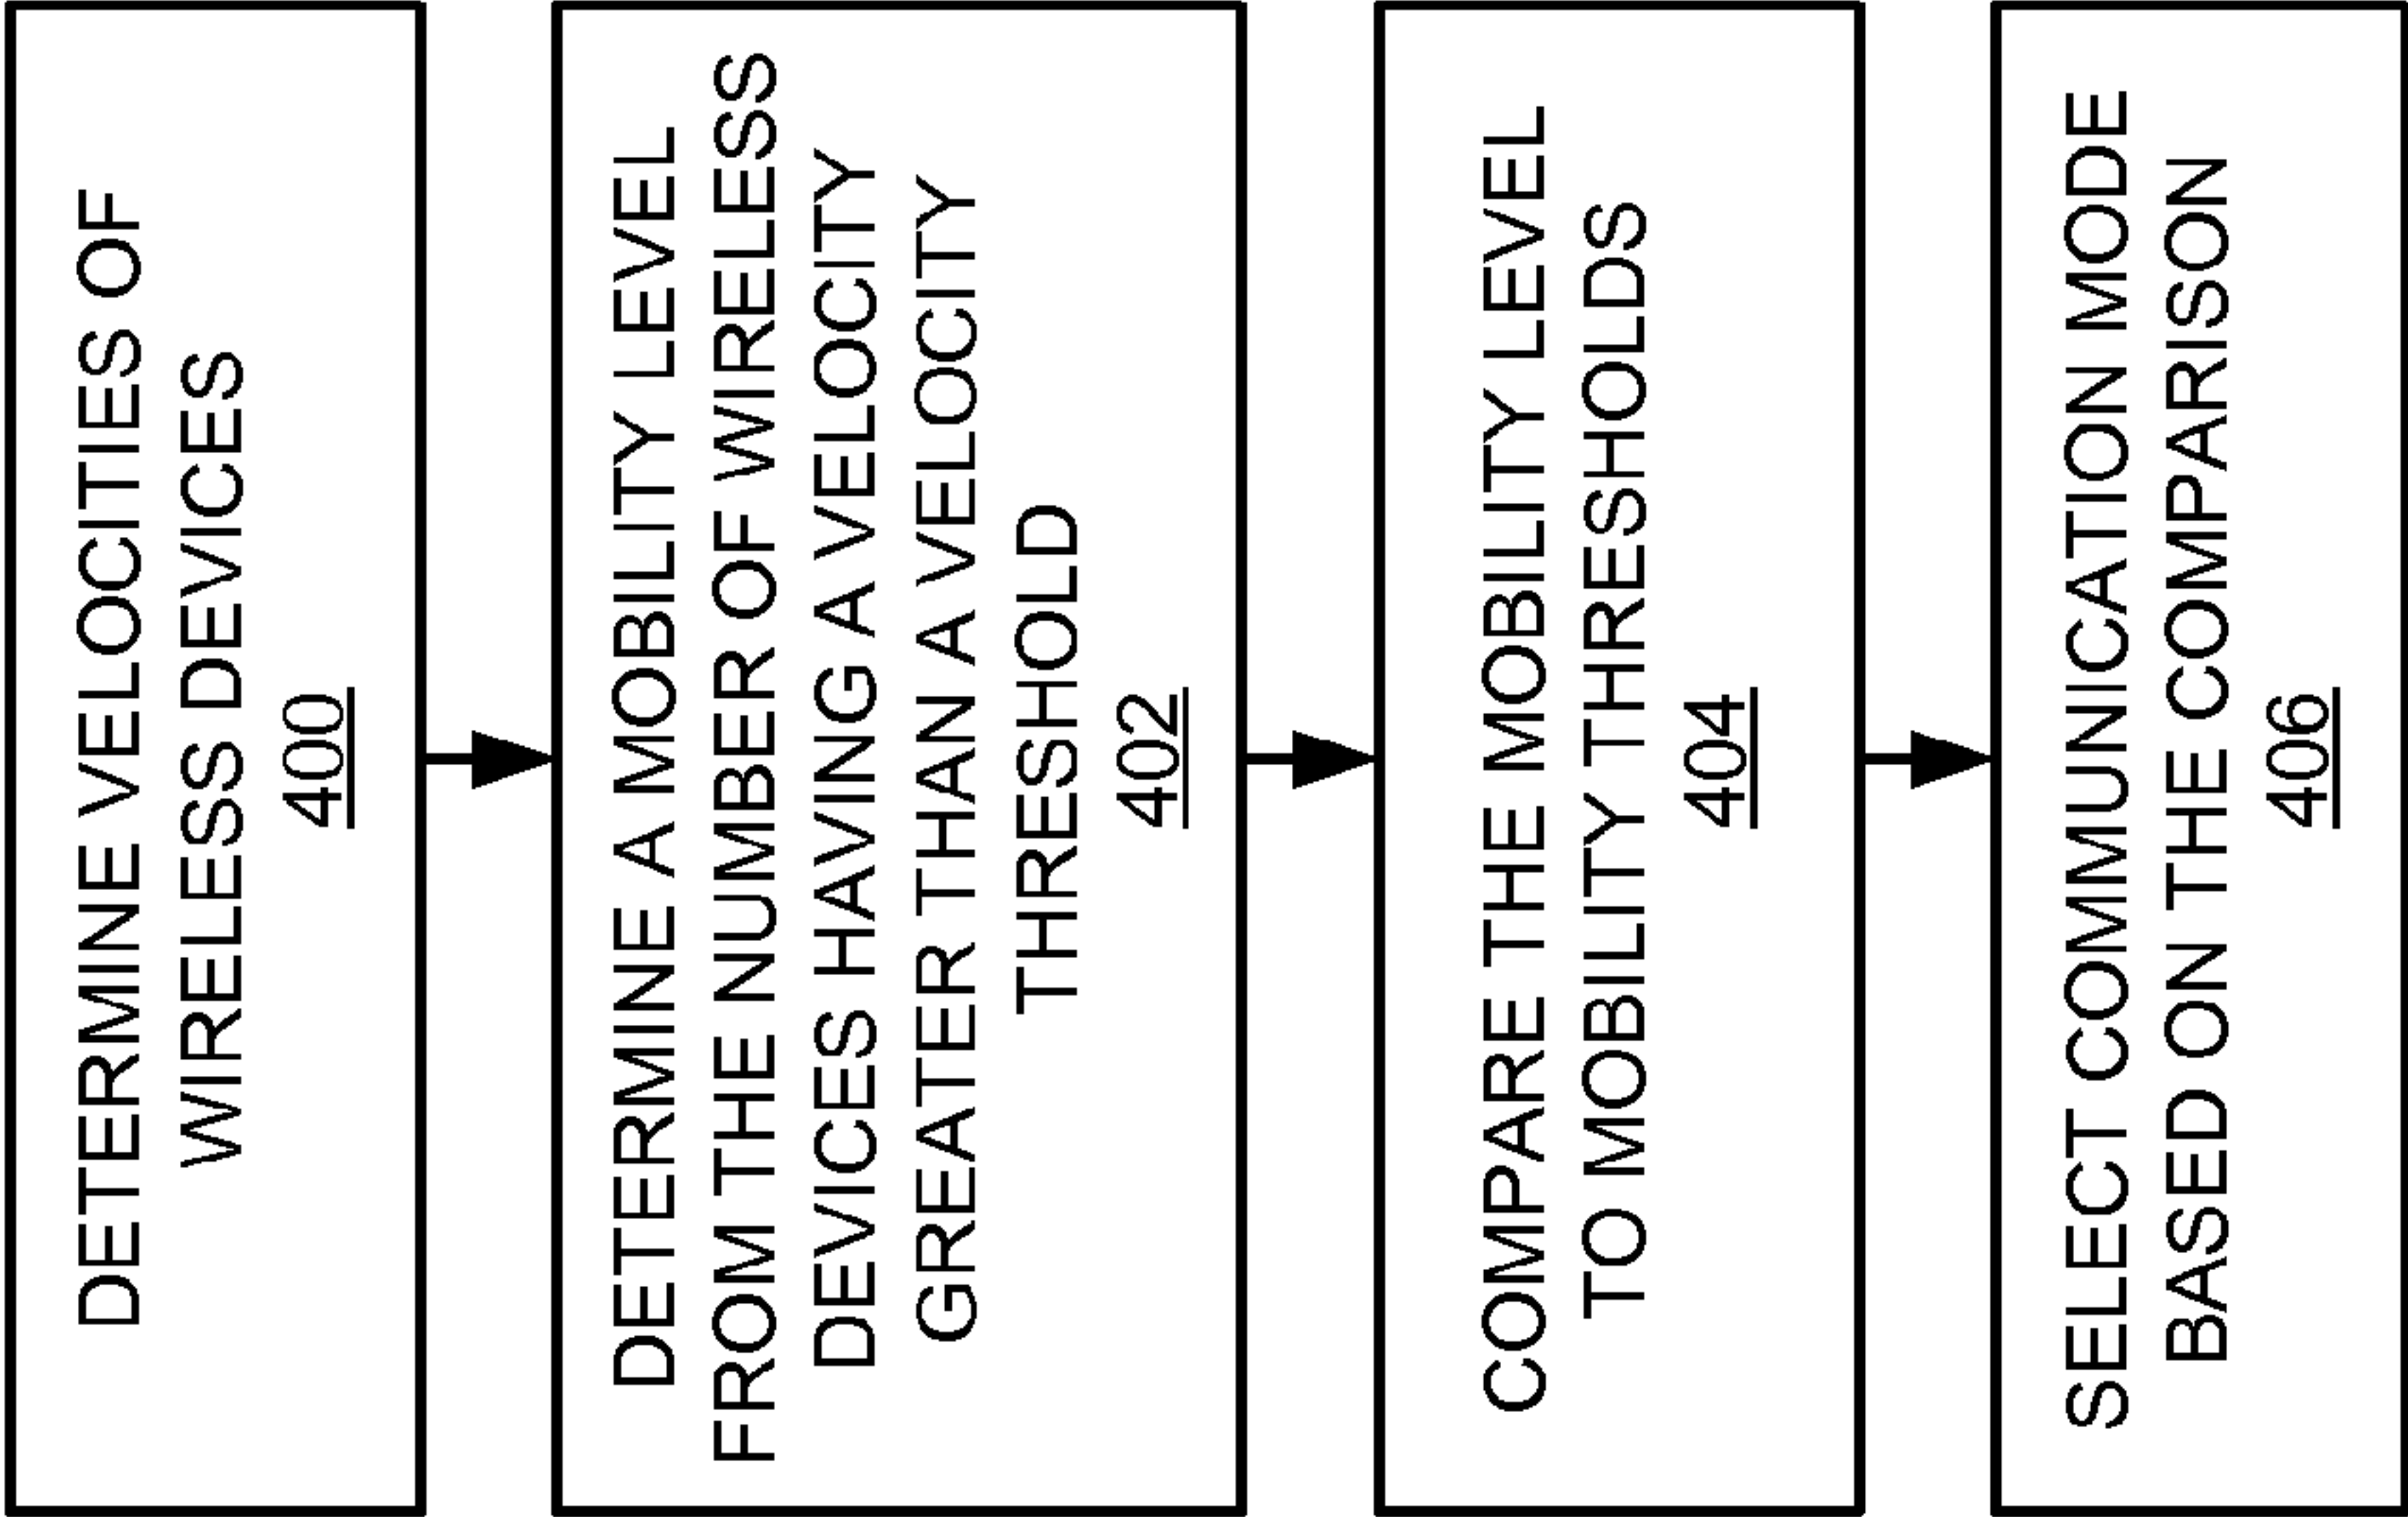 DETERMINE VELOCITIES OF
WIRELESS DEVICES
400
DETERMINE A MOBILITY LEVEL
FROM THE NUMBER OF WIRELESS
DEVICES HAVING A VELOCITY
GREATER THAN A VELOCITY
THRESHOLD
402
COMPARE THE MOBILITY LEVEL
TO MOBILITY THRESHOLDS
404
SELECT COMMUNICATION MODE
BASED ON THE COMPARISON
406